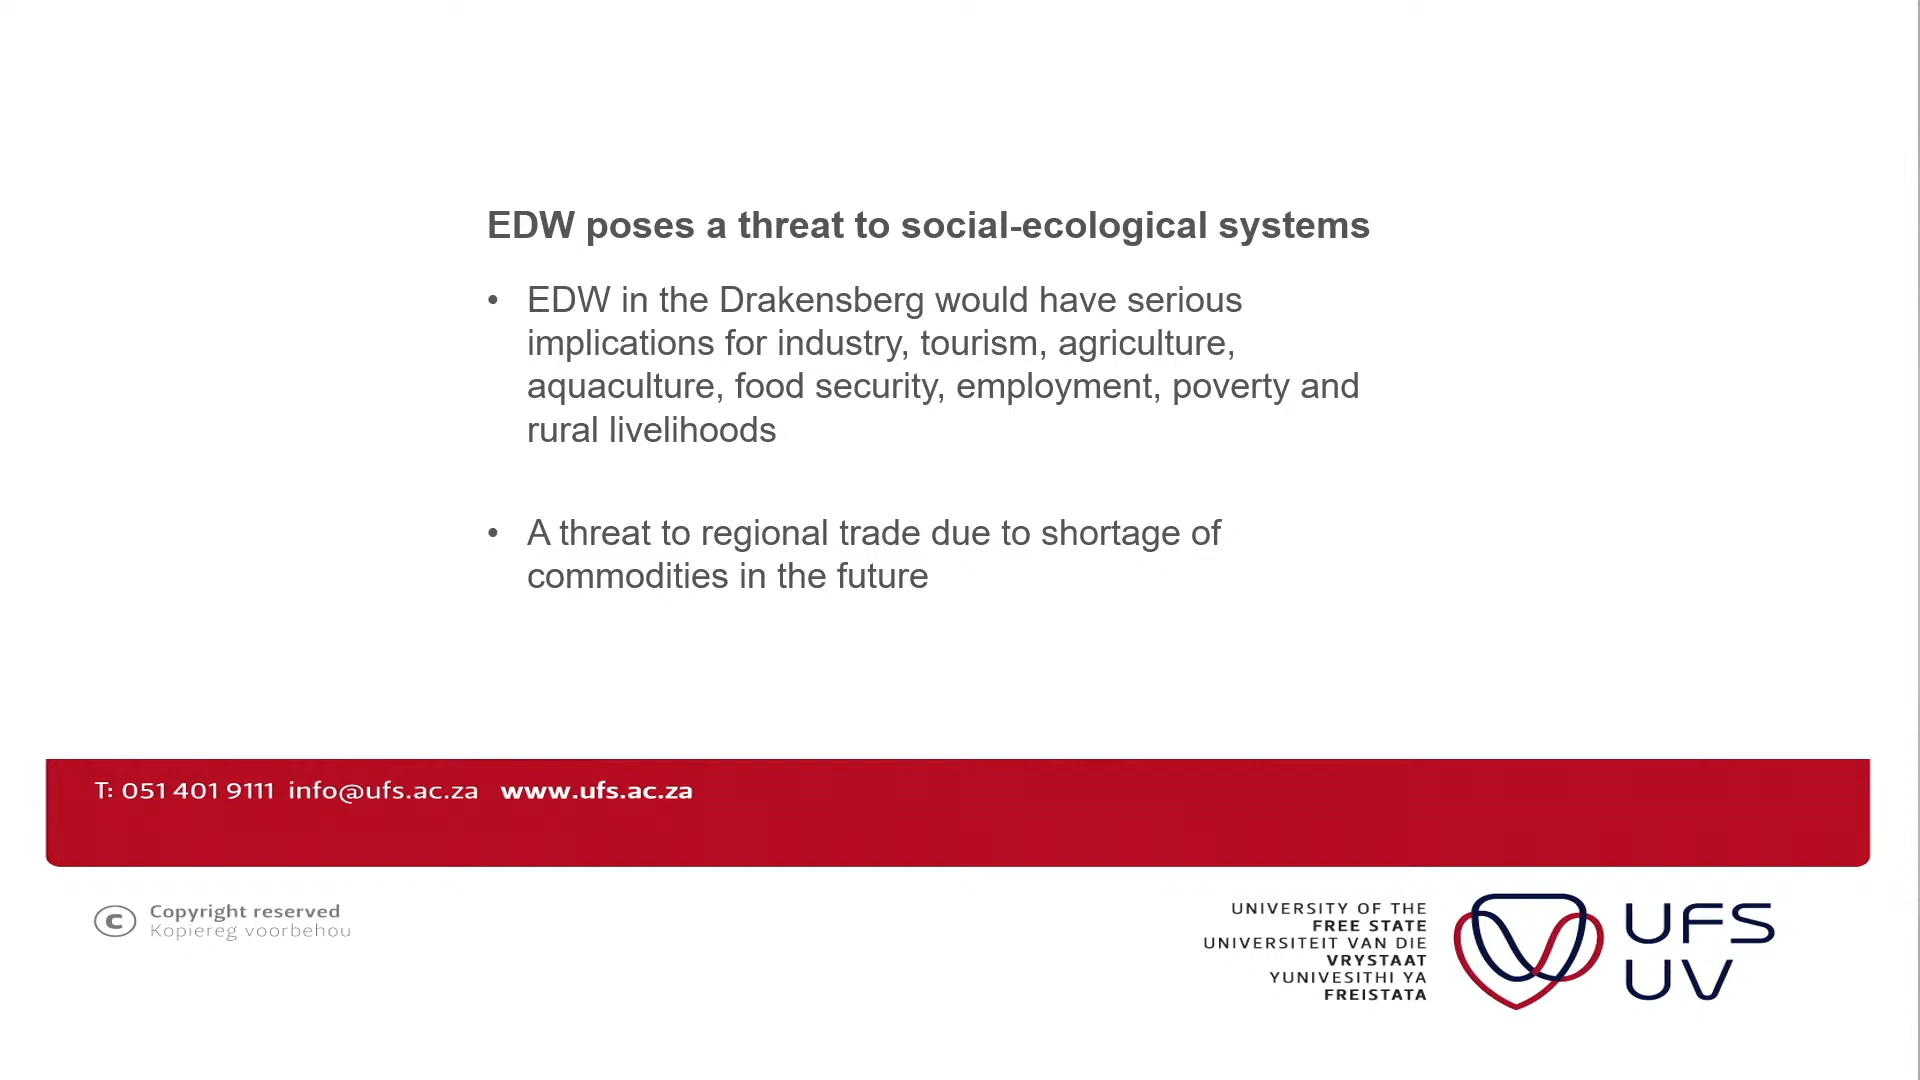 EDW poses a threat to social-ecological systems
• EDW in the Drakensberg would have serious
implications for industry, tourism, agriculture,
aquaculture, food security, employment, poverty and
rural livelihoods
• A threat to regional trade due to shortage of
commodities in the future
T: 051 401 9111 info@ufs.ac.za www.ufs.ac.za
© Copyright reserved
Kopiereg voorbehou
UNIVERSITY OF THE
FREE STATE
UNIVERSITEIT VAN DIE
VRYSTAAT
YUNIVESITHI YA
FREISTATA
UFS
UV